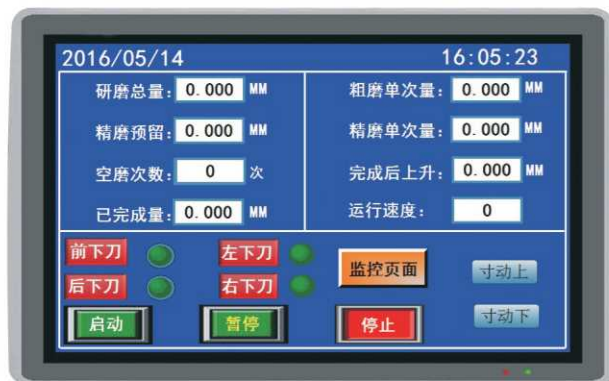 2016/05/14 16:05:23
研磨总量: 0.000 MM 粗磨单次量: 0.000 MM
精磨预留: 0.000 MM 精磨单次量: 0.000 MM
空磨次数: 0 次 完成后上升: 0.000 MM
已完成量: 0.000 MM 运行速度: 0
前下刀 左下刀 监控页面 寸动上
后下刀 右下刀
启动 暂停 停止 寸动下